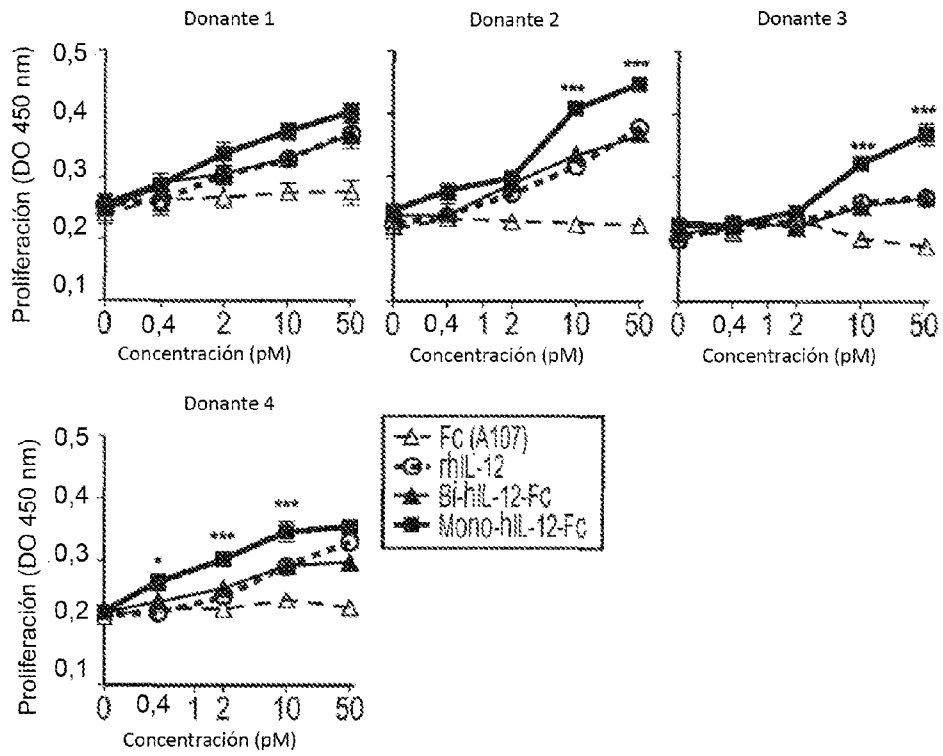 Donante 1
Donante 2
Donante 3
Proliferación (DO 450 nm)
0,5
0,4
0,3
0,2
0,1
***
***
***
***
0 0,4 2 10 50
0 0,4 1 2 10 50
0 0,4 1 2 10 50
Concentración (pM)
Concentración (pM)
Concentración (pM)
Donante 4
Proliferación (DO 450 nm)
0,5
0,4
0,3
0,2
0,1
*
***
***
0 0,4 1 2 10 50
Concentración (pM)
Fc (A107)
rhIL-12
Bi-hIL-12-Fc
Mono-hIL-12-Fc